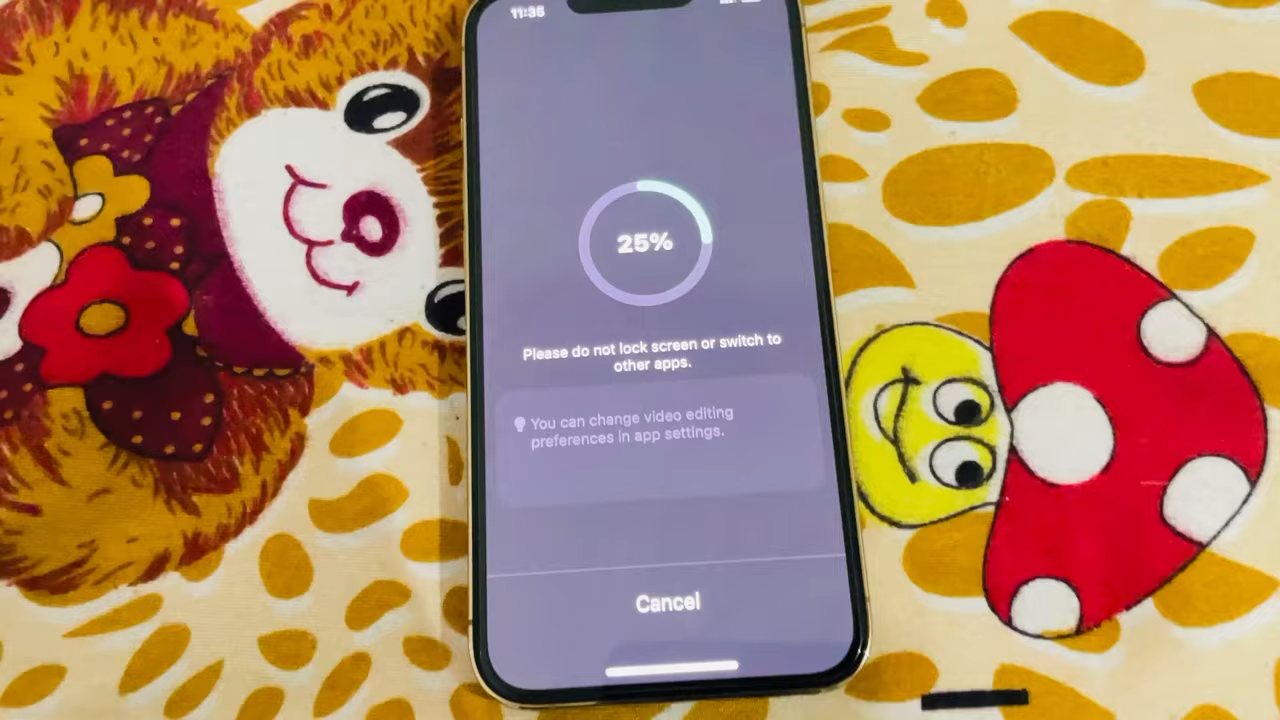 11:35
25%
Please do not lock screen or switch to
other apps.
You can change video editing
preferences in app settings.
Cancel